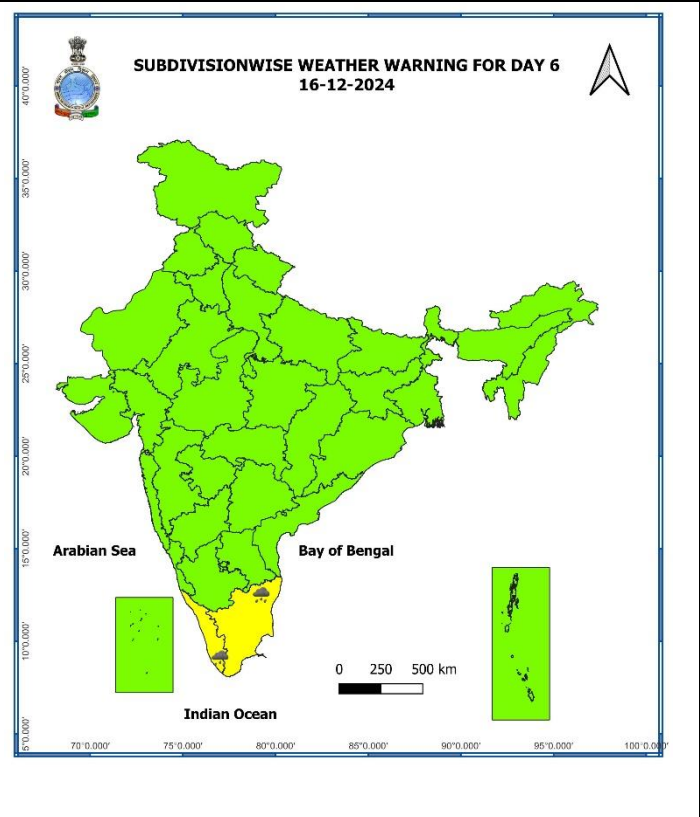 SUBDIVISIONWISE WEATHER WARNING FOR DAY 6
16-12-2024
40°0.000'
35°0.000'
30°0.000'
25°0.000'
20°0.000'
15°0.000'
10°0.000'
5°0.000'
Arabian Sea
Bay of Bengal
0 250 500 km
Indian Ocean
70°0.000' 75°0.000' 80°0.000' 85°0.000' 90°0.000' 95°0.000' 100°0.000'